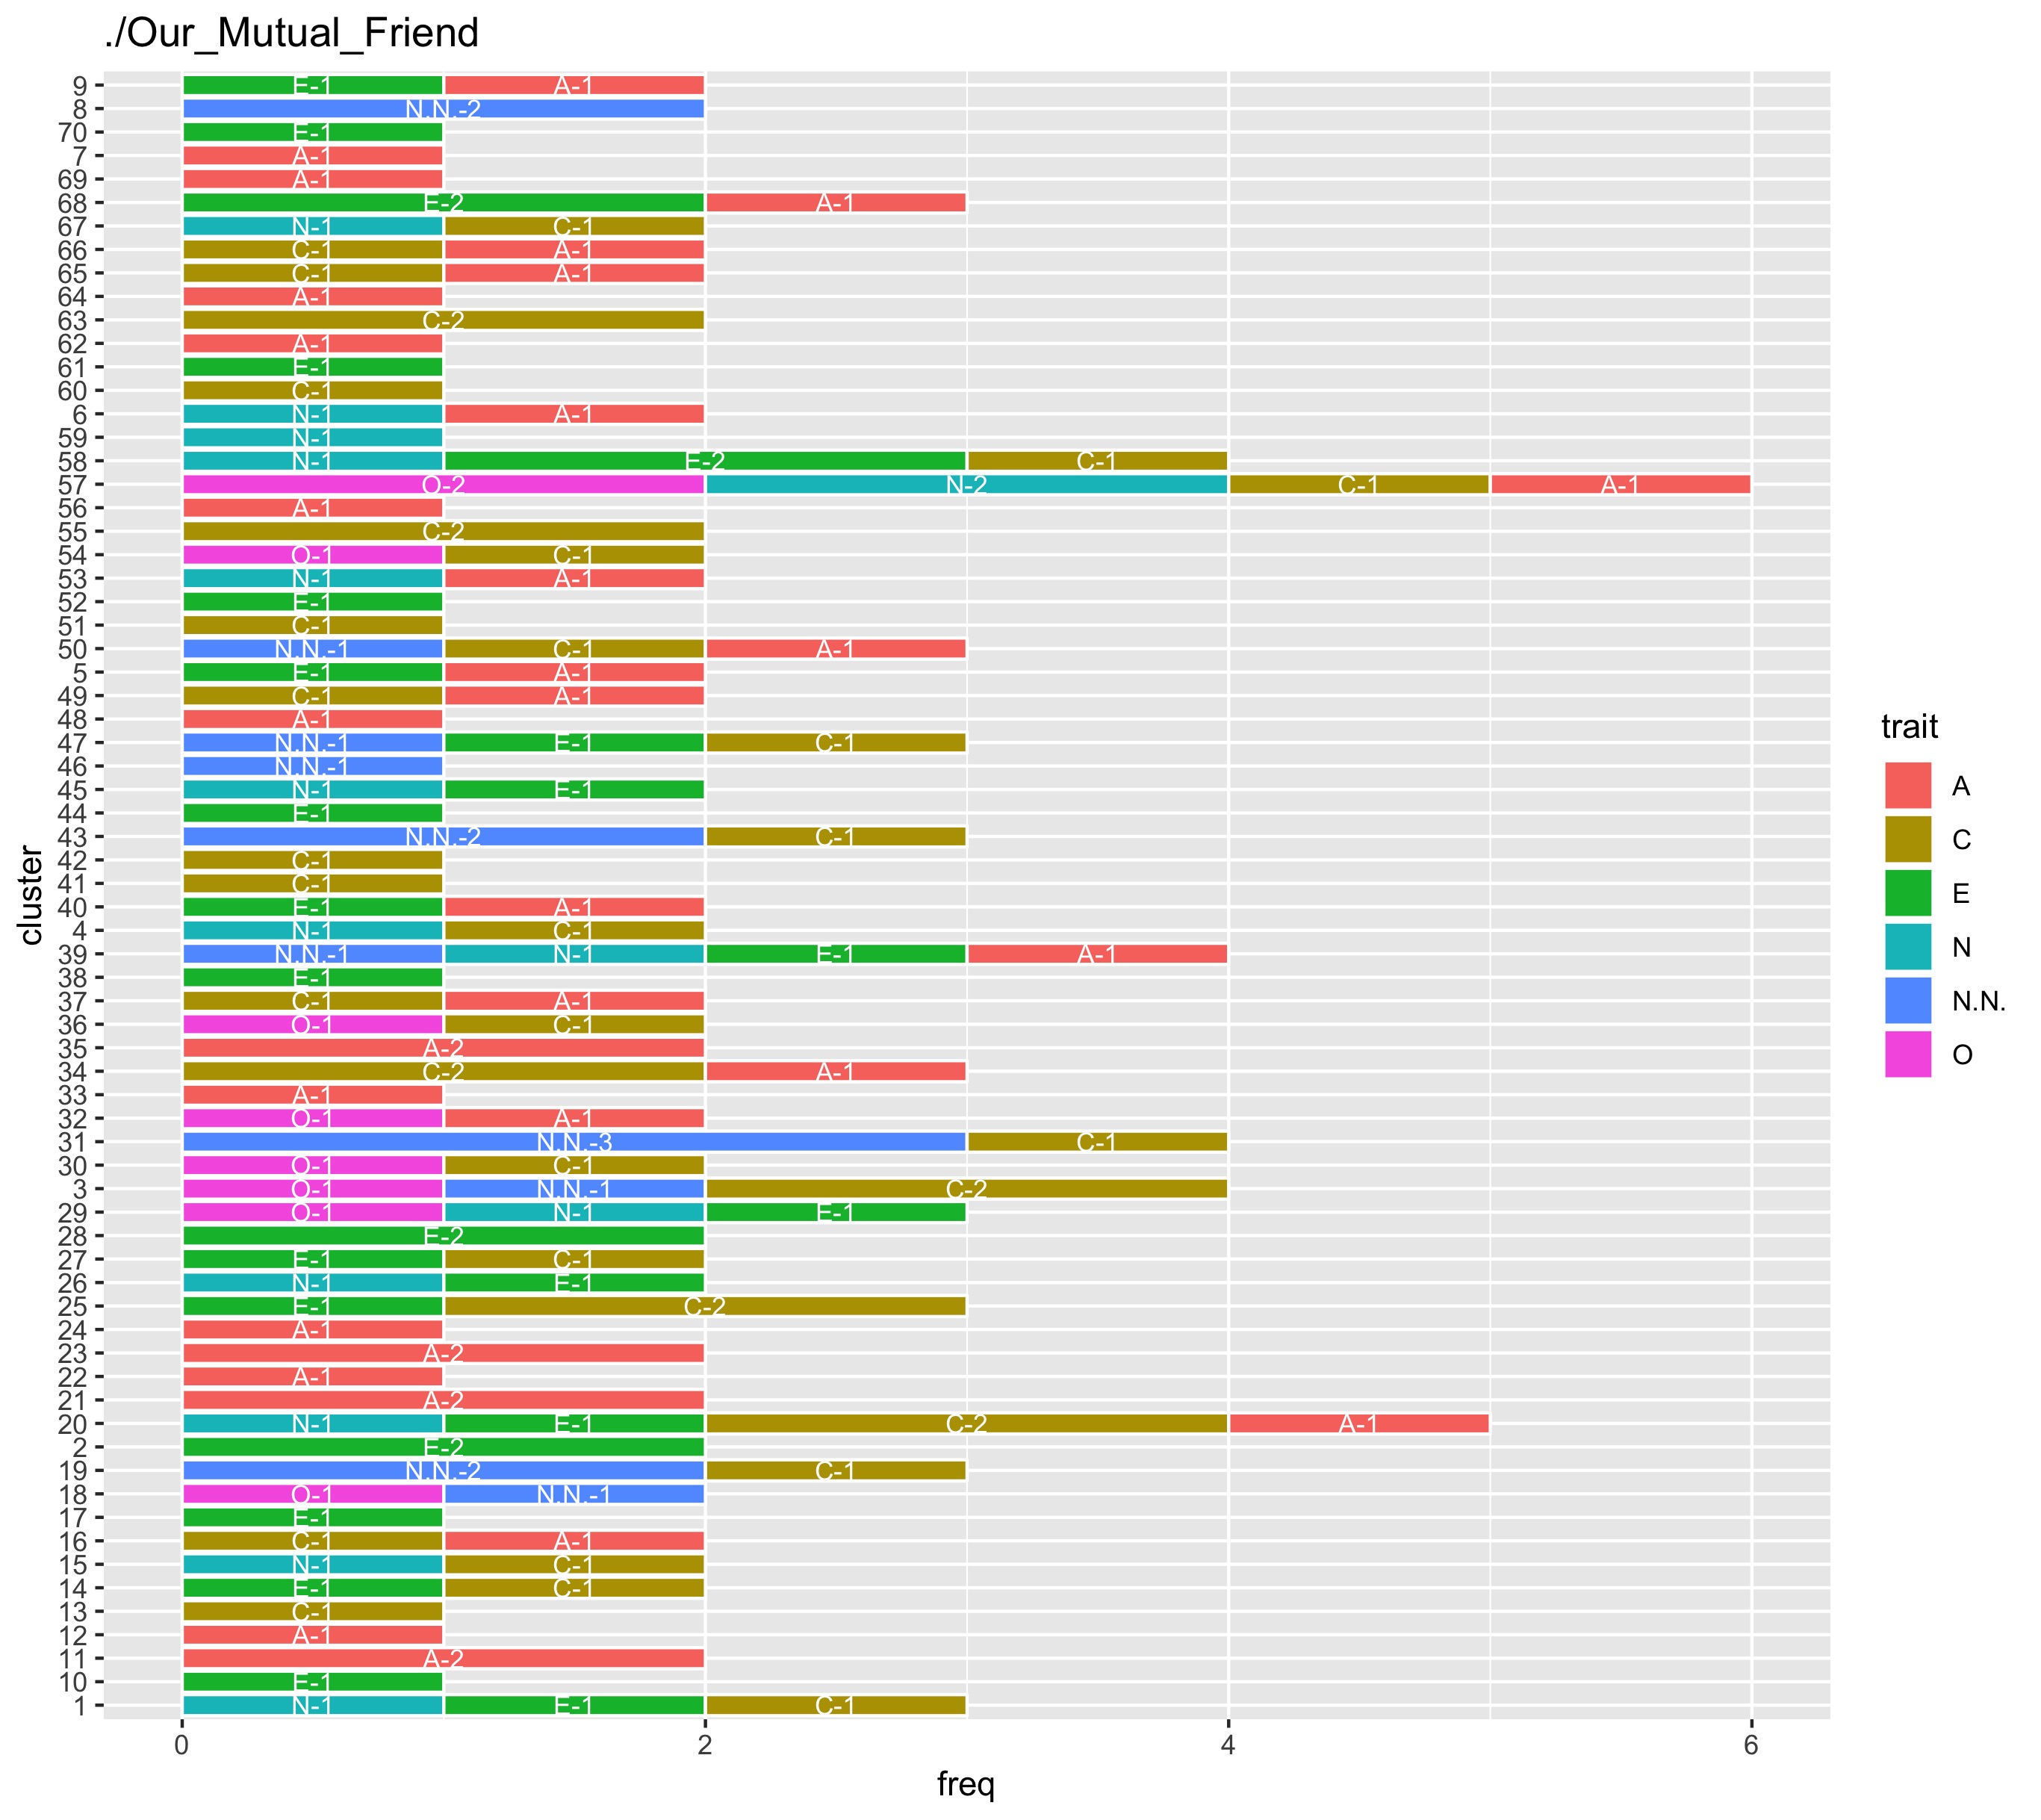 ./Our_Mutual_Friend
9 E-1 A-1
8 N.N.-2
70 E-1
7 A-1
69 A-1
68 E-2 A-1
67 N-1 C-1
66 C-1 A-1
65 C-1 A-1
64 A-1
63 C-2
62 A-1
61 E-1
60 C-1
6 N-1 A-1
59 N-1
58 N-1 E-2 C-1
57 O-2 N-2 C-1 A-1
56 A-1
55 C-2
54 O-1 C-1
53 N-1 A-1
52 E-1
51 C-1
50 N.N.-1 C-1 A-1
5 E-1 A-1
49 C-1 A-1
48 A-1
47 N.N.-1 E-1 C-1
46 N.N.-1
45 N-1 E-1
44 E-1
43 N.N.-2 C-1
42 C-1
41 C-1
40 E-1 A-1
4 N-1 C-1
39 N.N.-1 N-1 E-1 A-1
38 E-1
37 C-1 A-1
36 O-1 C-1
35 A-2
34 C-2 A-1
33 A-1
32 O-1 A-1
31 N.N.-3 C-1
30 O-1 C-1
3 O-1 N.N.-1 C-2
29 O-1 N-1 E-1
28 E-2
27 E-1 C-1
26 N-1 E-1
25 E-1 C-2
24 A-1
23 A-2
22 A-1
21 A-2
20 N-1 E-1 C-2 A-1
2 E-2
19 N.N.-2 C-1
18 O-1 N.N.-1
17 E-1
16 C-1 A-1
15 N-1 C-1
14 E-1 C-1
13 C-1
12 A-1
11 A-2
10 E-1
1 N-1 E-1 C-1
0 2 4 6
freq
cluster
trait
A
C
E
N
N.N.
O